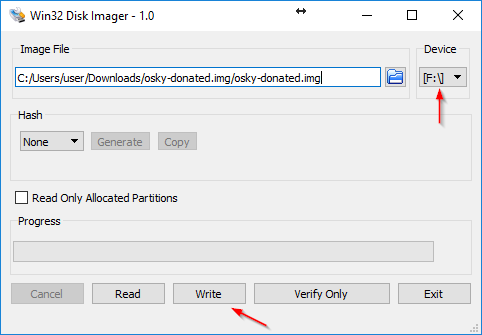 Win32 Disk Imager - 1.0
Image File
Device
C:/Users/user/Downloads/osky-donated.img/osky-donated.img
[F:\]
Hash
None
Generate
Copy
Read Only Allocated Partitions
Progress
Cancel
Read
Write
Verify Only
Exit